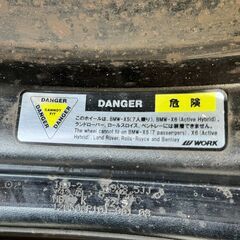 DANGER
DANGER
CANNOT
FIT
DANGER
DANGER
DANGER
危険
このホイールは、BMW-X5(7人乗り)、BMW-X6(Active Hybrid)、
ランドローバー、ロールスロイス、ベントレーには装着できません。
The wheel cannot fit on BMW-X5 (7 passenger), X6 (Active
Hybrid), Land Rover, Rolls-Royce and Bentley
WORK